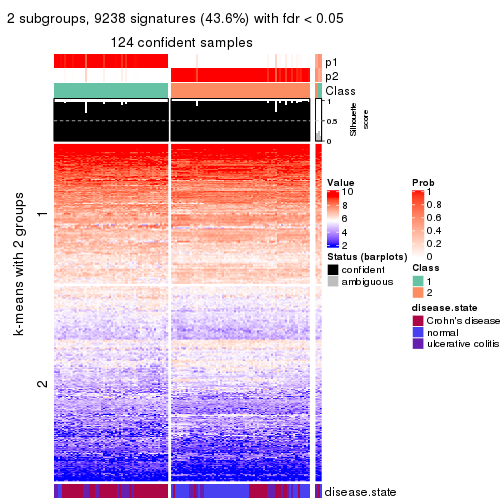 2 subgroups, 9238 signatures (43.6%) with fdr < 0.05
124 confident samples
p1
p2
Class
1
0.5
0
Silhouette
score
k-means with 2 groups
1
2
Value
10
8
6
4
2
Prob
1
0.8
0.6
0.4
0.2
0
Status (barplots)
confident
ambiguous
Class
1
2
disease.state
Crohn's disease
normal
ulcerative colitis
disease.state